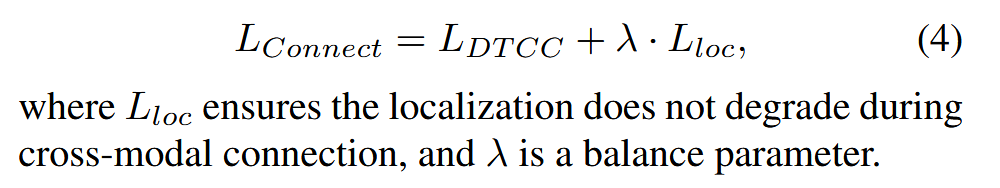 L_{Connect} = L_{DTCC} + λ · L_{loc}, (4)
where L_{loc} ensures the localization does not degrade during
cross-modal connection, and λ is a balance parameter.